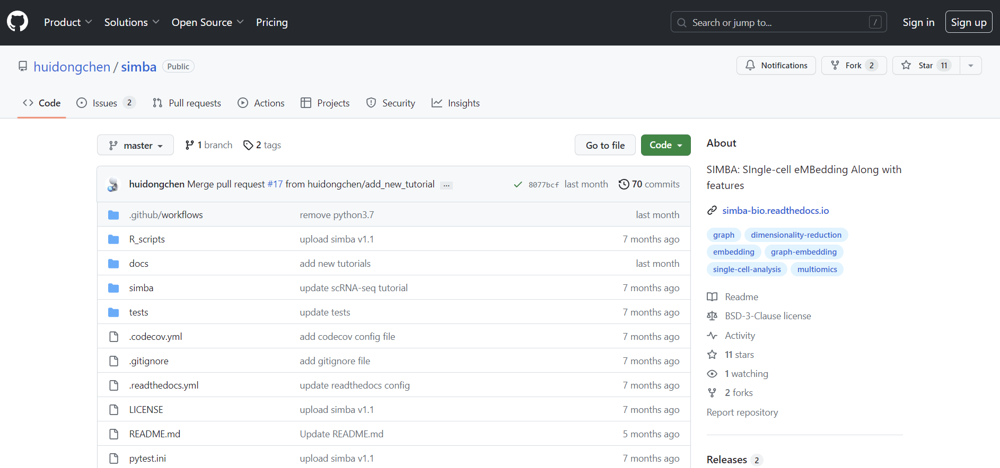 Product Solutions Open Source Pricing Search or jump to... / Sign in Sign up
huidongchen / simba Public Notifications Fork 2 Star 11
Code Issues 2 Pull requests Actions Projects Security Insights
master 1 branch 2 tags Go to file Code
huidongchen Merge pull request #17 from huidongchen/add_new_tutorial ... 8077bcf last month 70 commits
.github/workflows remove python3.7 last month
R_scripts upload simba v1.1 7 months ago
docs add new tutorials last month
simba update scRNA-seq tutorial 7 months ago
tests update tests 7 months ago
.codecov.yml add codecov config file 7 months ago
.gitignore add gitignore file 7 months ago
.readthedocs.yml update readthedocs config 7 months ago
LICENSE upload simba v1.1 7 months ago
README.md Update README.md 5 months ago
pytest.ini upload simba v1.1 7 months ago
About
SIMBA: SIngle-cell eMBedding Along with
features
simba-bio.readthedocs.io
graph dimensionality-reduction
embedding graph-embedding
single-cell-analysis multiomics
Readme
BSD-3-Clause license
Activity
11 stars
1 watching
2 forks
Report repository
Releases 2